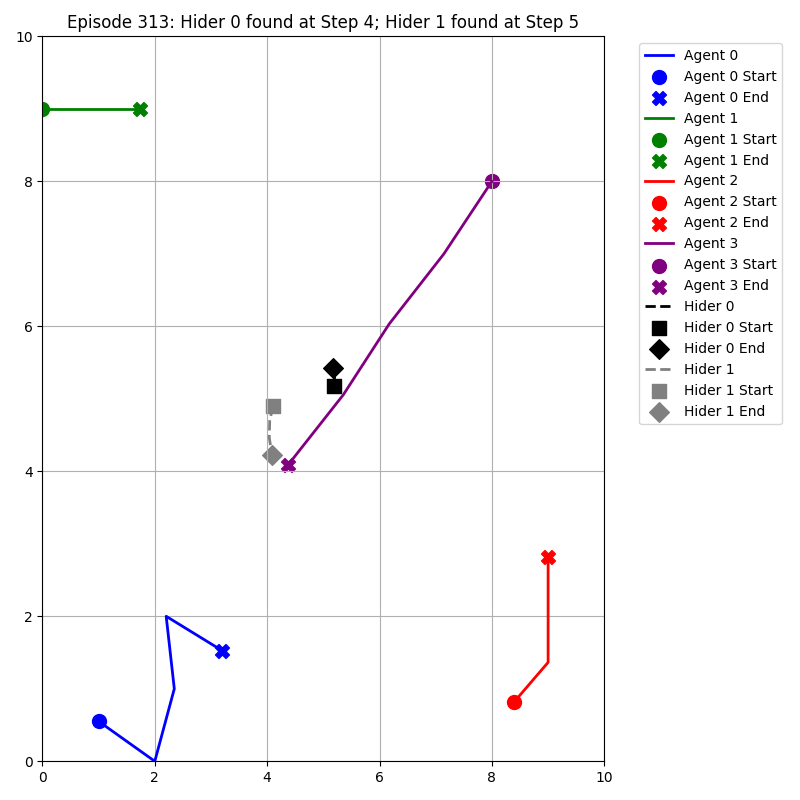 Episode 313: Hider 0 found at Step 4; Hider 1 found at Step 5
10
8
6
4
2
0
0
2
4
6
8
10
Agent 0
Agent 0 Start
Agent 0 End
Agent 1
Agent 1 Start
Agent 1 End
Agent 2
Agent 2 Start
Agent 2 End
Agent 3
Agent 3 Start
Agent 3 End
Hider 0
Hider 0 Start
Hider 0 End
Hider 1
Hider 1 Start
Hider 1 End